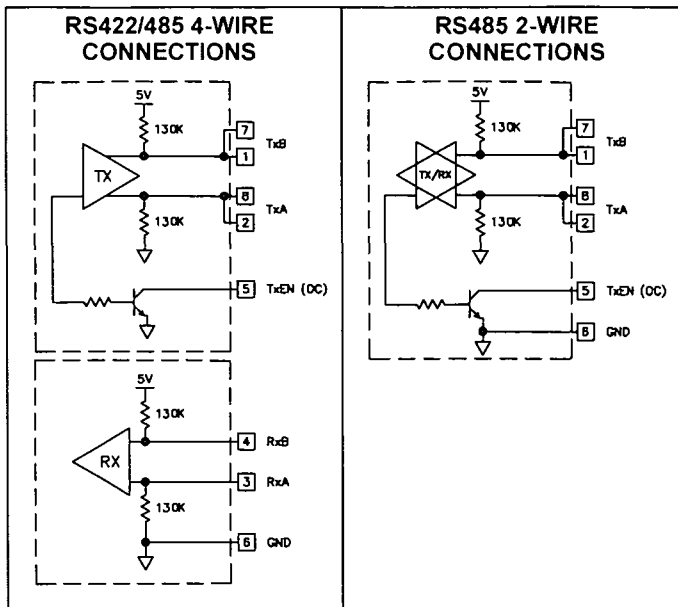 RS422/485 4-WIRE
CONNECTIONS
5V
130K
7
TxB
1
TX
8
TxA
2
130K
5 TxEN (OC)
5V
130K
4 RxB
RX
3 RxA
130K
6 GND
RS485 2-WIRE
CONNECTIONS
5V
130K
7
TxB
1
TX/RX
8
TxA
2
130K
5 TxEN (OC)
6 GND